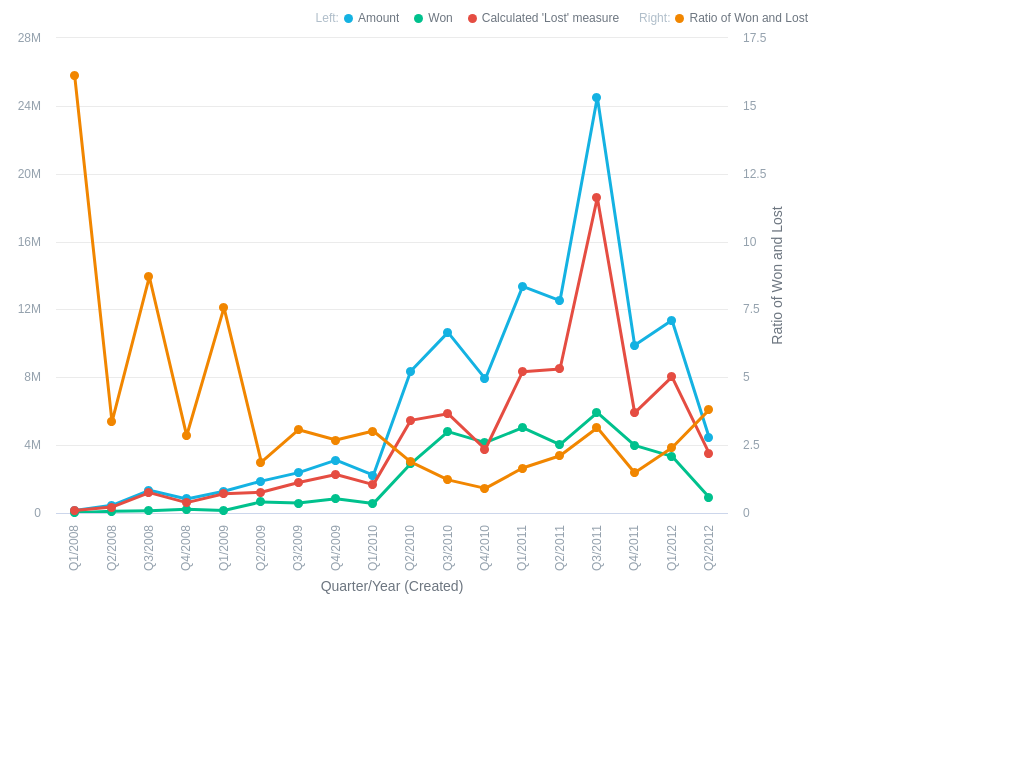 Left: Amount Won Calculated 'Lost' measure Right: Ratio of Won and Lost
28M 17.5
24M 15
20M 12.5
16M 10
12M 7.5
8M 5
4M 2.5
0 0
Ratio of Won and Lost
Q1/2008 Q2/2008 Q3/2008 Q4/2008 Q1/2009 Q2/2009 Q3/2009 Q4/2009 Q1/2010 Q2/2010 Q3/2010 Q4/2010 Q1/2011 Q2/2011 Q3/2011 Q4/2011 Q1/2012 Q2/2012
Quarter/Year (Created)